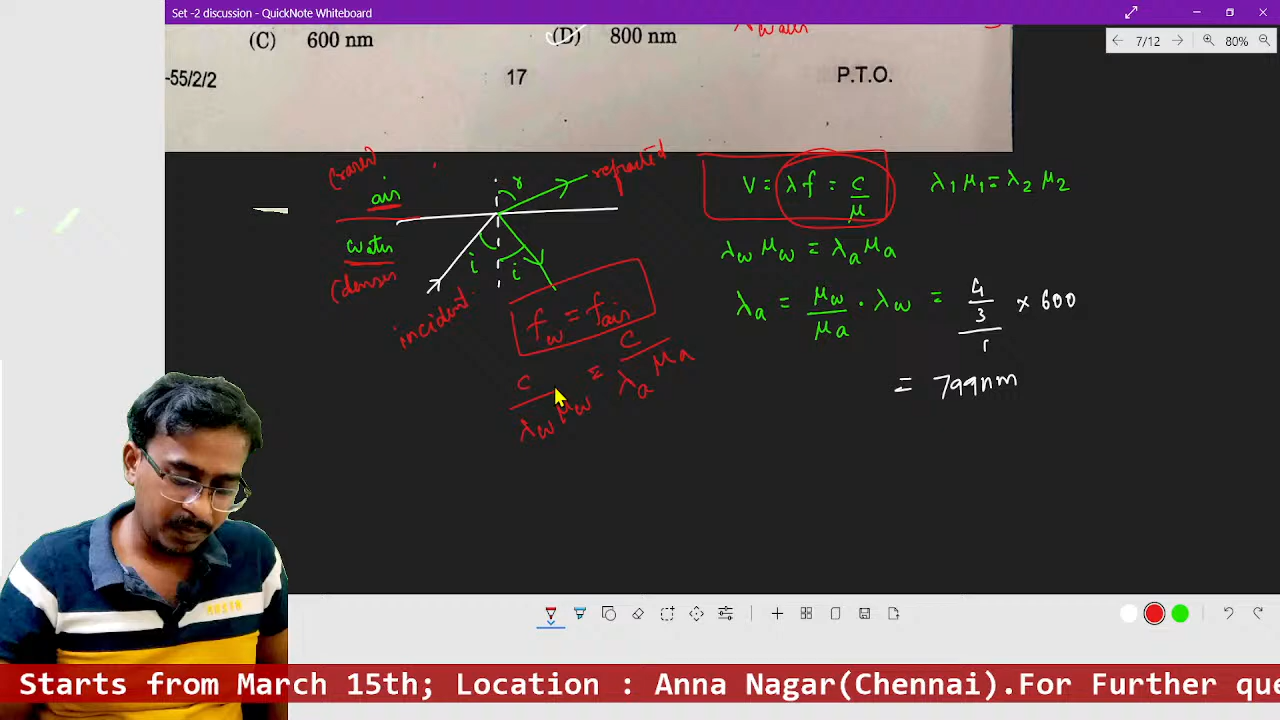 Set -2 discussion - QuickNote Whiteboard
7/12 80%
(C) 600 nm (D) 800 nm
λ water
-55/2/2 17 P.T.O.
(rarer)
air
water
(denser
r
refracted
i i
incident
f_w = f_air
C/λ_w μ_w = C/λ_a μ_a
V = λf = C/μ
λ₁μ₁ = λ₂μ₂
λ_w μ_w = λ_a μ_a
λ_a = μ_w/μ_a · λ_w = 4/3/1 × 600
= 799nm
AUSTIN
Starts from March 15th; Location : Anna Nagar(Chennai).For Further que